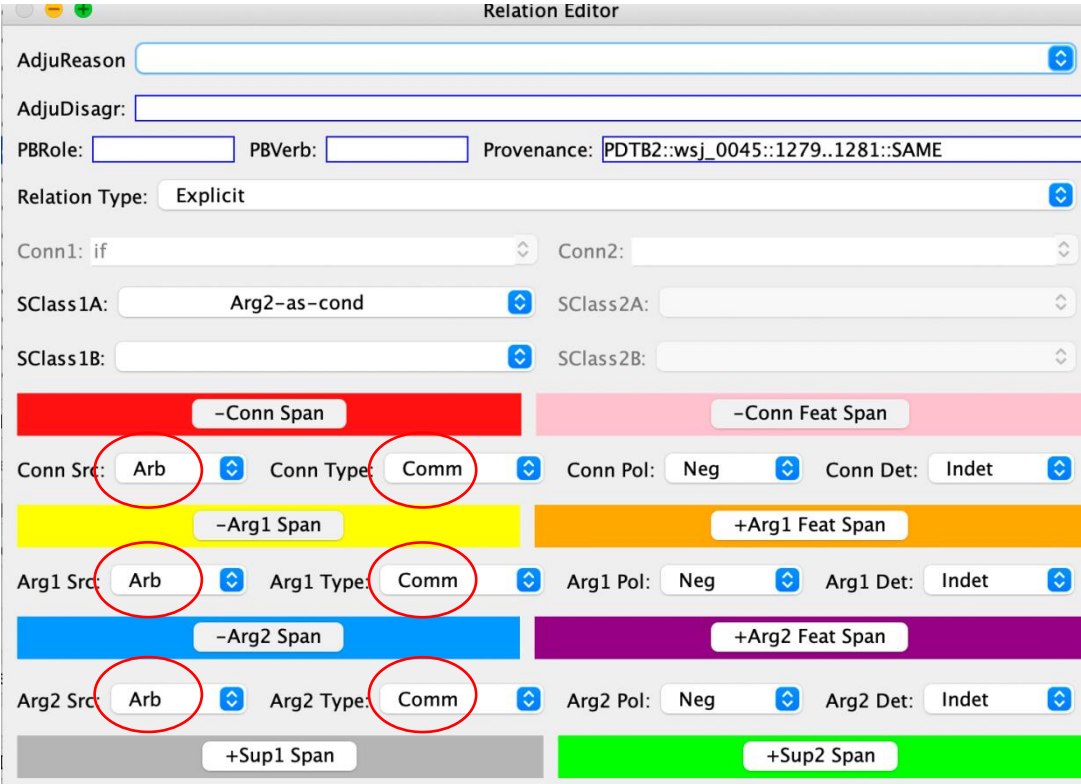 Relation Editor
AdjuReason
AdjuDisagr:
PBRole: PBVerb: Provenance: PDTB2::wsj_0045::1279..1281::SAME
Relation Type: Explicit
Conn1: if Conn2:
SClass1A: Arg2-as-cond SClass2A:
SClass1B: SClass2B:
-Conn Span -Conn Feat Span
Conn Src: Arb Conn Type: Comm Conn Pol: Neg Conn Det: Indet
-Arg1 Span +Arg1 Feat Span
Arg1 Src: Arb Arg1 Type: Comm Arg1 Pol: Neg Arg1 Det: Indet
-Arg2 Span +Arg2 Feat Span
Arg2 Src: Arb Arg2 Type: Comm Arg2 Pol: Neg Arg2 Det: Indet
+Sup1 Span +Sup2 Span